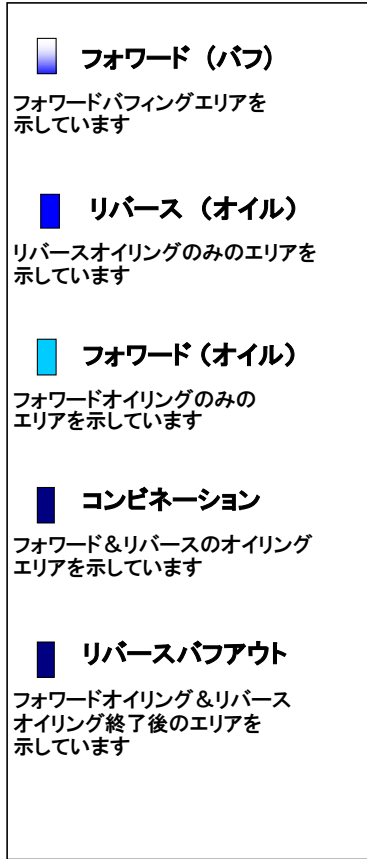 フォワード（バフ）
フォワードバフィングエリアを
示しています
リバース（オイル）
リバースオイリングのみのエリアを
示しています
フォワード（オイル）
フォワードオイリングのみの
エリアを示しています
コンビネーション
フォワード＆リバースのオイリング
エリアを示しています
リバースバフアウト
フォワードオイリング＆リバース
オイリング終了後のエリアを
示しています